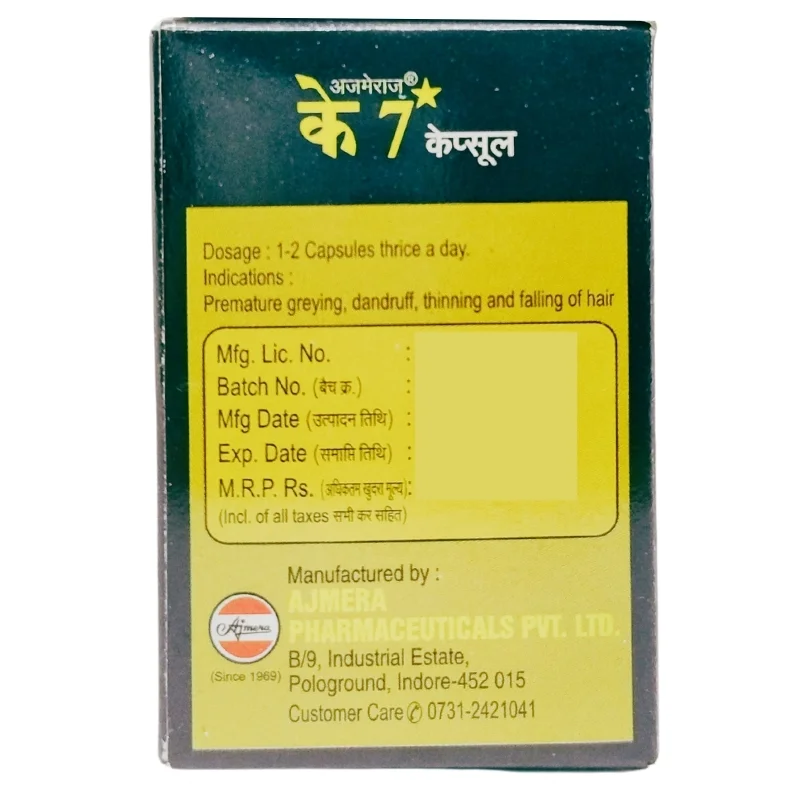 अजमेराज्®
के 7 केप्सूल
Dosage : 1-2 Capsules thrice a day.
Indications :
Premature greying, dandruff, thinning and falling of hair
Mfg. Lic. No. :
Batch No. (बैच क्र.) :
Mfg Date (उत्पादन तिथि) :
Exp. Date (समाप्ति तिथि) :
M.R.P. Rs. (अधिकतम खुदरा मूल्य):
(Incl. of all taxes सभी कर सहित)
Manufactured by :
AJMERA
PHARMACEUTICALS PVT. LTD.
Ajmera
(Since 1969)
B/9, Industrial Estate,
Pologround, Indore-452 015
Customer Care ✆ 0731-2421041